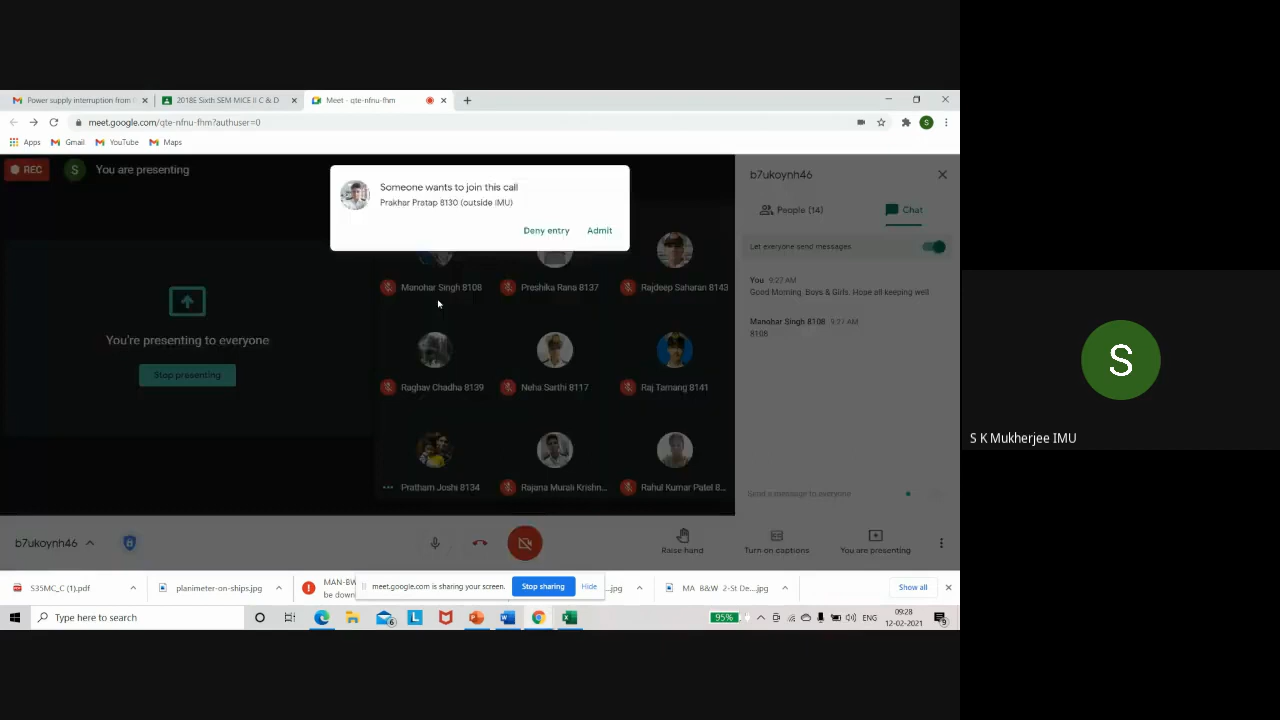 Power supply interruption from
2018E Sixth SEM MICE II C & D
Meet - qte-nfnu-fhm
meet.google.com/qte-nfnu-fhm?authuser=0
Apps
Gmail
YouTube
Maps
REC
S
You are presenting
Someone wants to join this call
Prakhar Pratap 8130 (outside IMU)
Deny entry
Admit
b7ukoynh46
People (14)
Chat
Let everyone send messages
You 9:27 AM
Good Morning, Boys & Girls. Hope all keeping well
Manohar Singh 8108 9:27 AM
8108
Manohar Singh 8108
Preshika Rana 8137
Rajdeep Saharan 8143
You're presenting to everyone
Stop presenting
Raghav Chadha 8139
Neha Sarthi 8117
Raj Tamang 8141
Pratham Joshi 8134
Rajana Murali Krishn...
Rahul Kumar Patel 8...
Send a message to everyone
S
S K Mukherjee IMU
b7ukoynh46
Raise hand
Turn on captions
You are presenting
S35MC_C (1).pdf
planimeter-on-ships.jpg
MAN-BW
be down
meet.google.com is sharing your screen.
Stop sharing
Hide
...jpg
MA B&W 2-St De....jpg
Show all
Type here to search
6
95%
ENG
09:28
12-02-2021
9